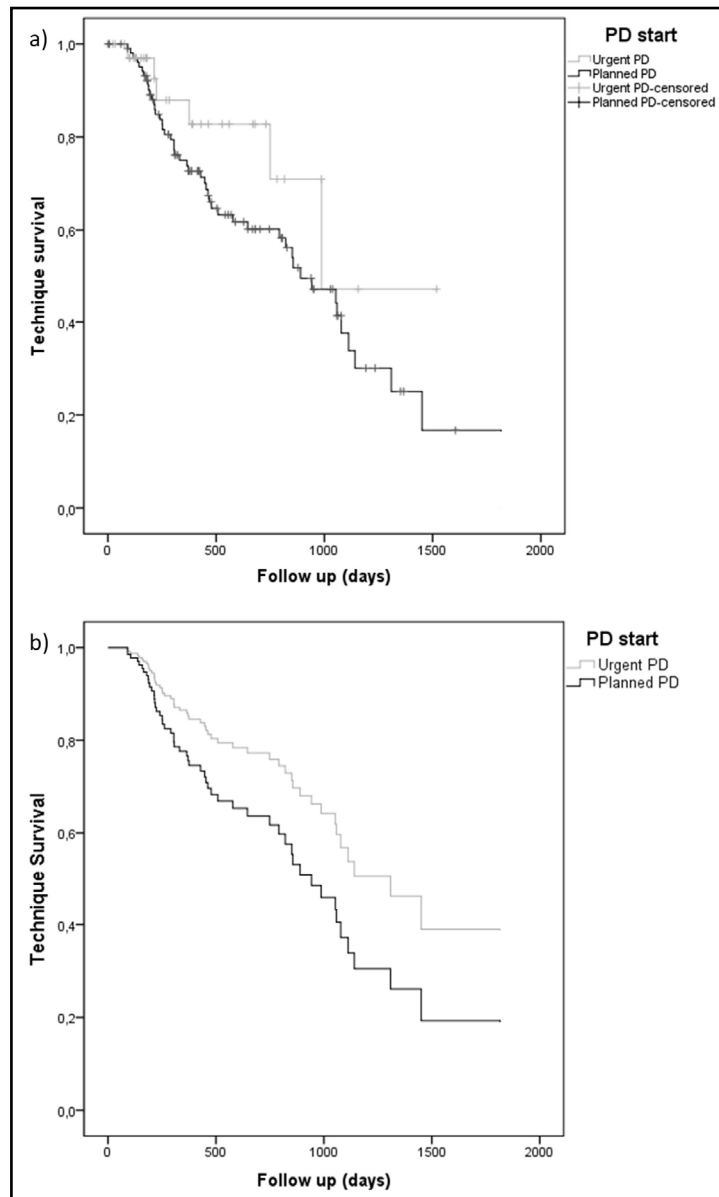 a)
PD start
Urgent PD
Planned PD
Urgent PD-censored
Planned PD-censored
1,0
0,8
0,6
0,4
0,2
0,0
Technique survival
0
500
1000
1500
2000
Follow up (days)
b)
PD start
Urgent PD
Planned PD
1,0
0,8
0,6
0,4
0,2
0,0
Technique Survival
0
500
1000
1500
2000
Follow up (days)